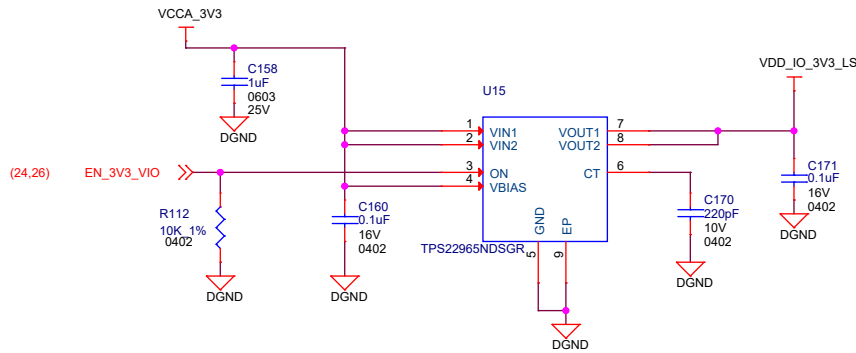 VCCA_3V3
C158
1uF
0603
25V
DGND
U15
VDD_IO_3V3_LS
1
VIN1
VOUT1
7
2
VIN2
VOUT2
8
(24,26)
EN_3V3_VIO
3
ON
CT
6
4
VBIAS
C171
0.1uF
16V
0402
DGND
R112
10K_1%
0402
DGND
C160
0.1uF
16V
0402
DGND
GND
EP
TPS22965NDSGR
5
9
DGND
C170
220pF
10V
0402
DGND